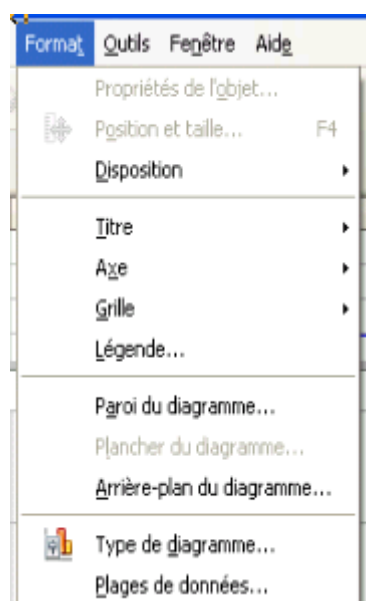 Format Outils Fenêtre Aide
Propriétés de l'objet...
Position et taille... F4
Disposition
Titre
Axe
Grille
Légende...
Paroi du diagramme...
Plancher du diagramme...
Arrière-plan du diagramme...
Type de diagramme...
Plages de données...